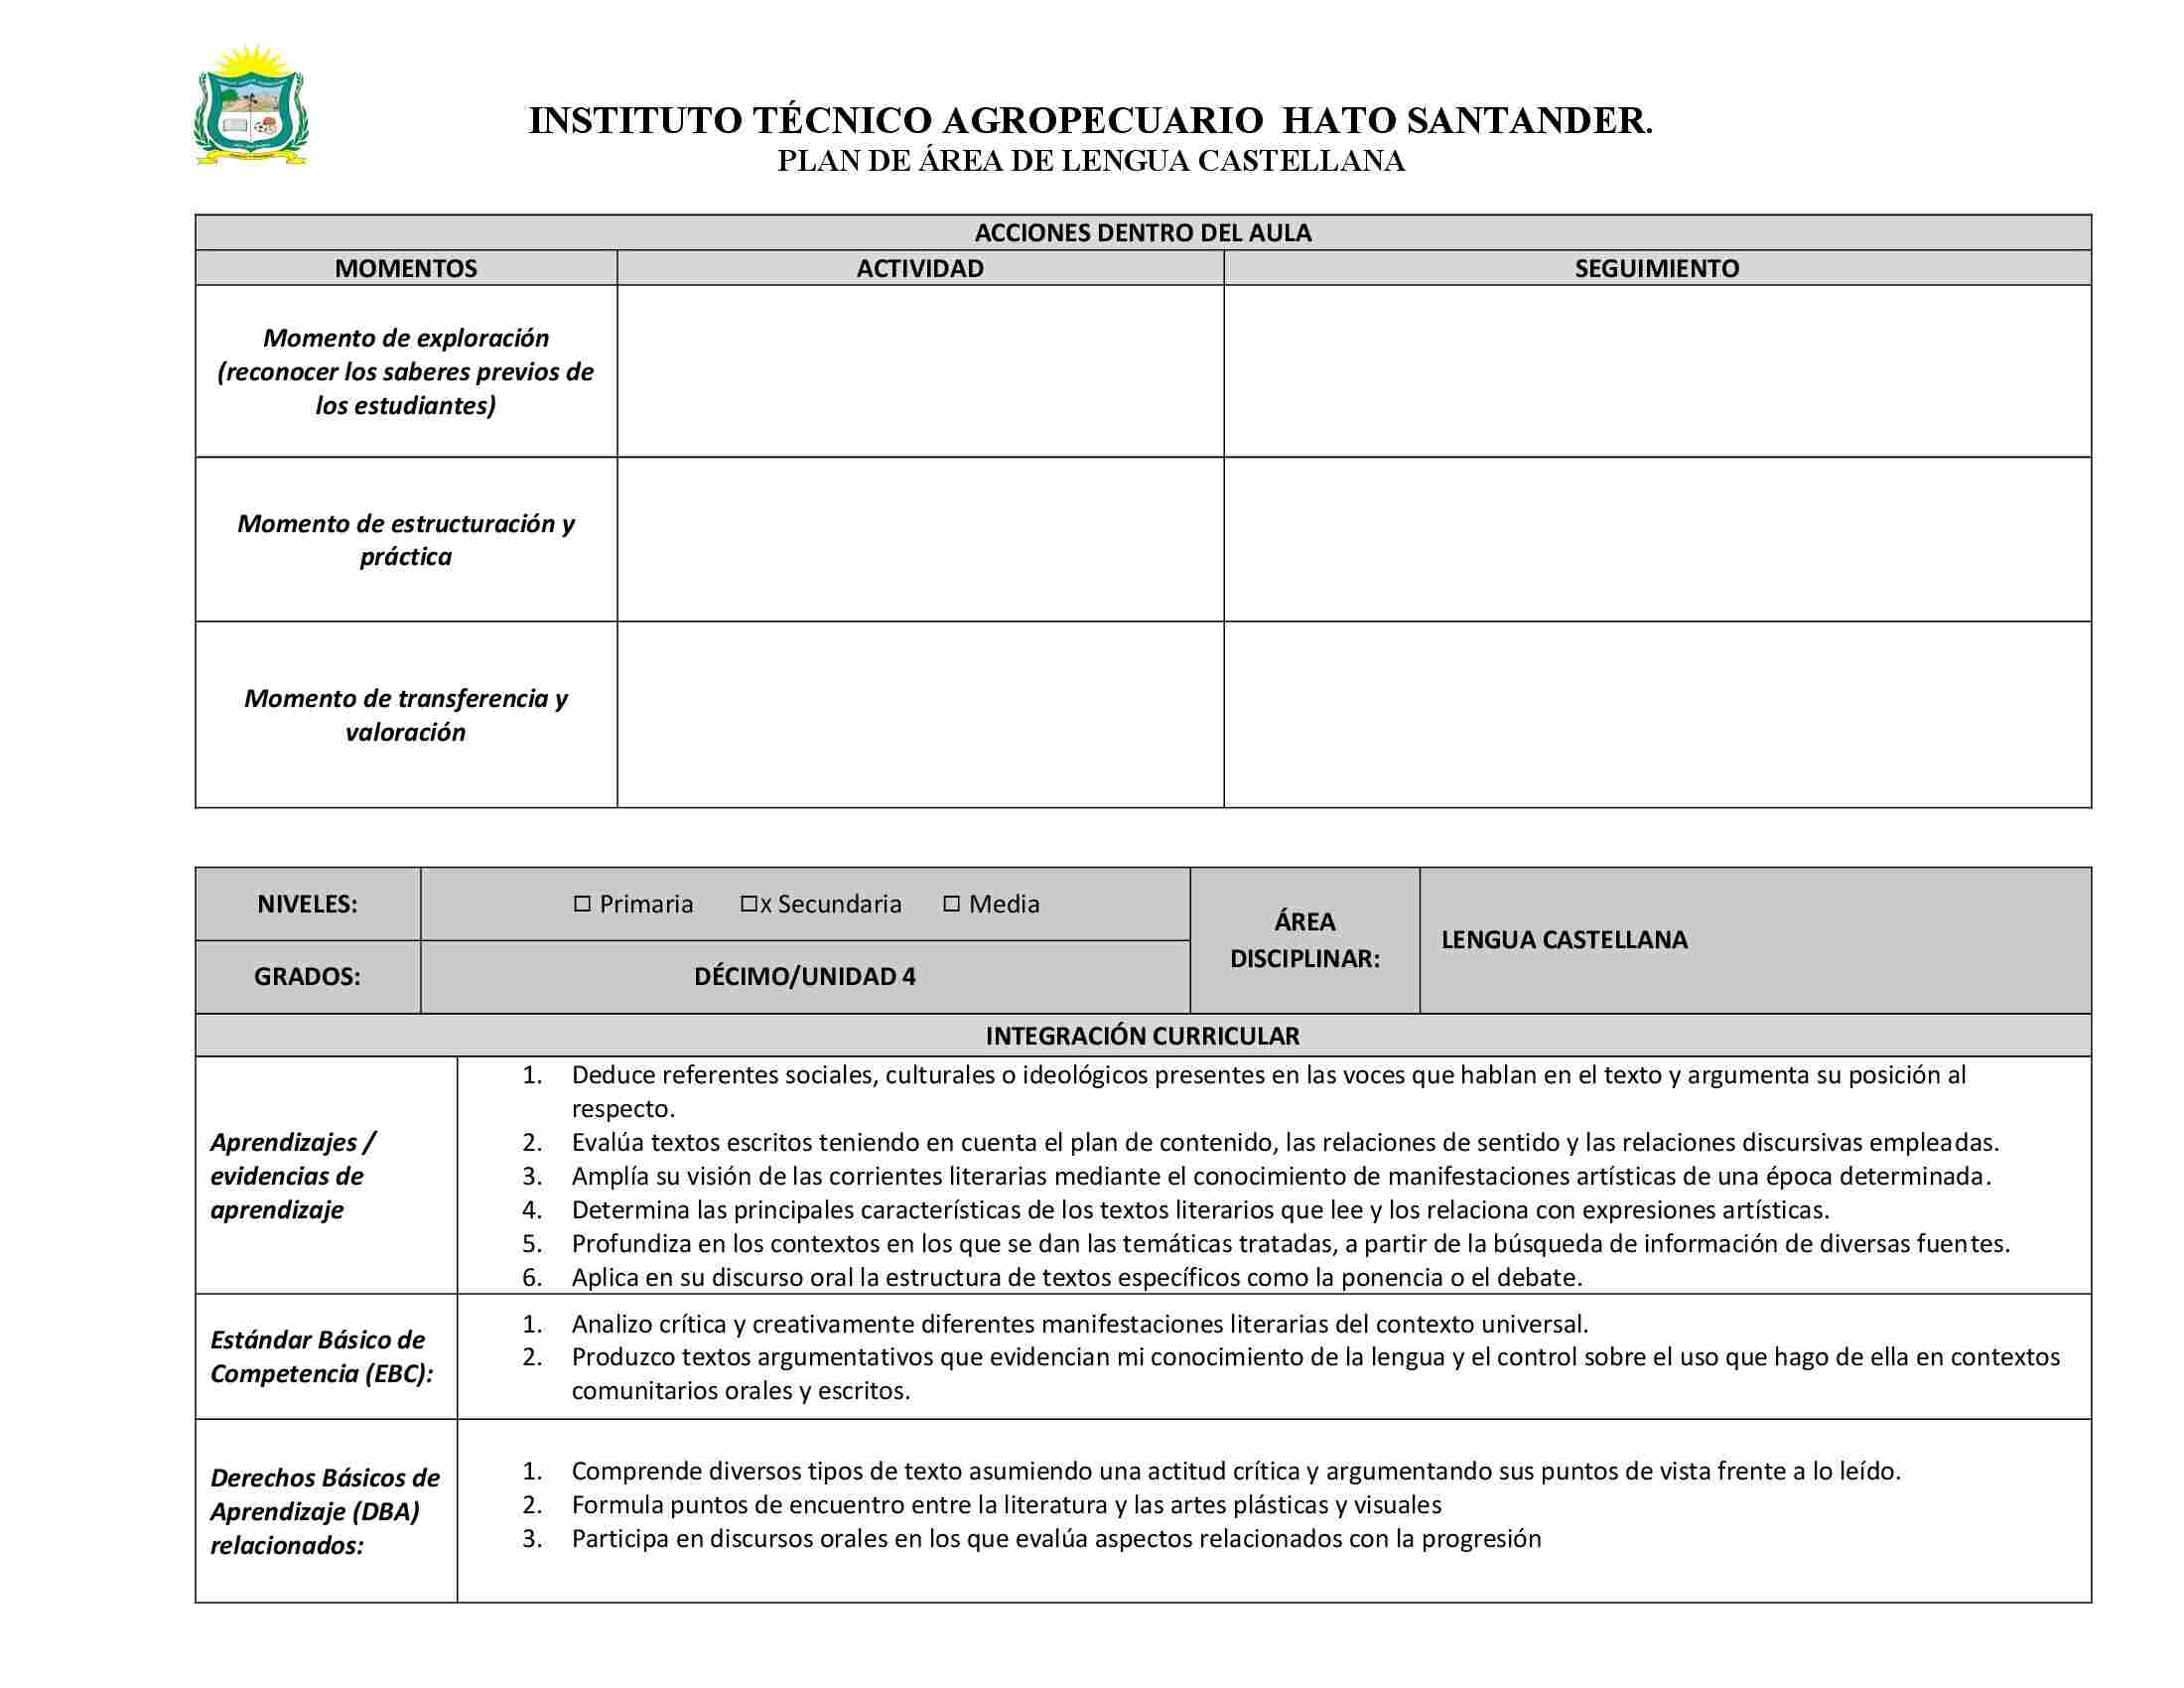 INSTITUTO TÉCNICO AGROPECUARIO  HATO SANTANDER.
PLAN DE ÁREA DE LENGUA CASTELLANA
ACCIONES DENTRO DEL AULA
MOMENTOS
ACTIVIDAD
SEGUIMIENTO
Momento de exploración
(reconocer los saberes previos de
los estudiantes)
Momento de estructuración y
práctica
Momento de transferencia y
valoración
NIVELES:
☐ Primaria ☐x Secundaria ☐ Media
ÁREA
DISCIPLINAR:
LENGUA CASTELLANA
GRADOS:
DÉCIMO/UNIDAD 4
INTEGRACIÓN CURRICULAR
Aprendizajes /
evidencias de
aprendizaje
1. Deduce referentes sociales, culturales o ideológicos presentes en las voces que hablan en el texto y argumenta su posición al
respecto.
2. Evalúa textos escritos teniendo en cuenta el plan de contenido, las relaciones de sentido y las relaciones discursivas empleadas.
3. Amplía su visión de las corrientes literarias mediante el conocimiento de manifestaciones artísticas de una época determinada.
4. Determina las principales características de los textos literarios que lee y los relaciona con expresiones artísticas.
5. Profundiza en los contextos en los que se dan las temáticas tratadas, a partir de la búsqueda de información de diversas fuentes.
6. Aplica en su discurso oral la estructura de textos específicos como la ponencia o el debate.
Estándar Básico de
Competencia (EBC):
1. Analizo crítica y creativamente diferentes manifestaciones literarias del contexto universal.
2. Produzco textos argumentativos que evidencian mi conocimiento de la lengua y el control sobre el uso que hago de ella en contextos
comunitarios orales y escritos.
Derechos Básicos de
Aprendizaje (DBA)
relacionados:
1. Comprende diversos tipos de texto asumiendo una actitud crítica y argumentando sus puntos de vista frente a lo leído.
2. Formula puntos de encuentro entre la literatura y las artes plásticas y visuales
3. Participa en discursos orales en los que evalúa aspectos relacionados con la progresión